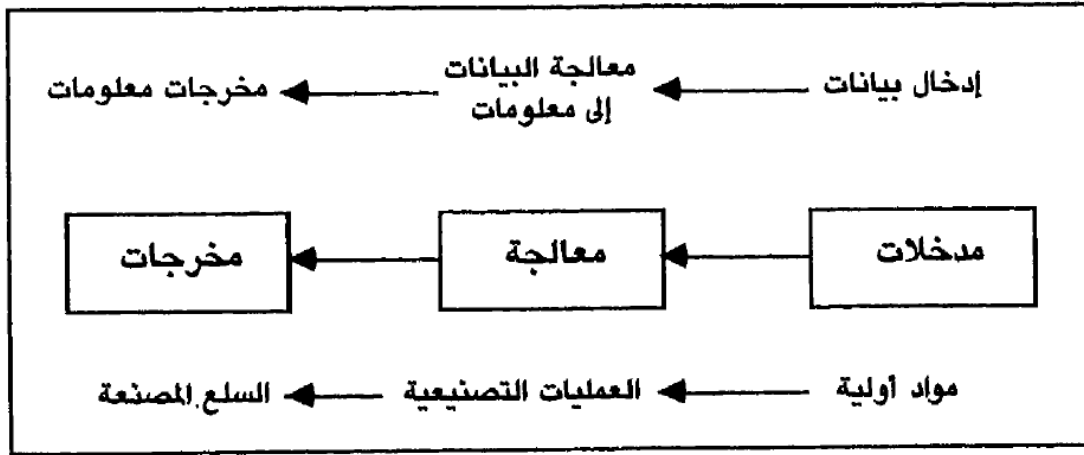 إدخال بيانات
معالجة البيانات
إلى معلومات
مخرجات معلومات
مدخلات
معالجة
مخرجات
مواد أولية
العمليات التصنيعية
السلع المصنعة